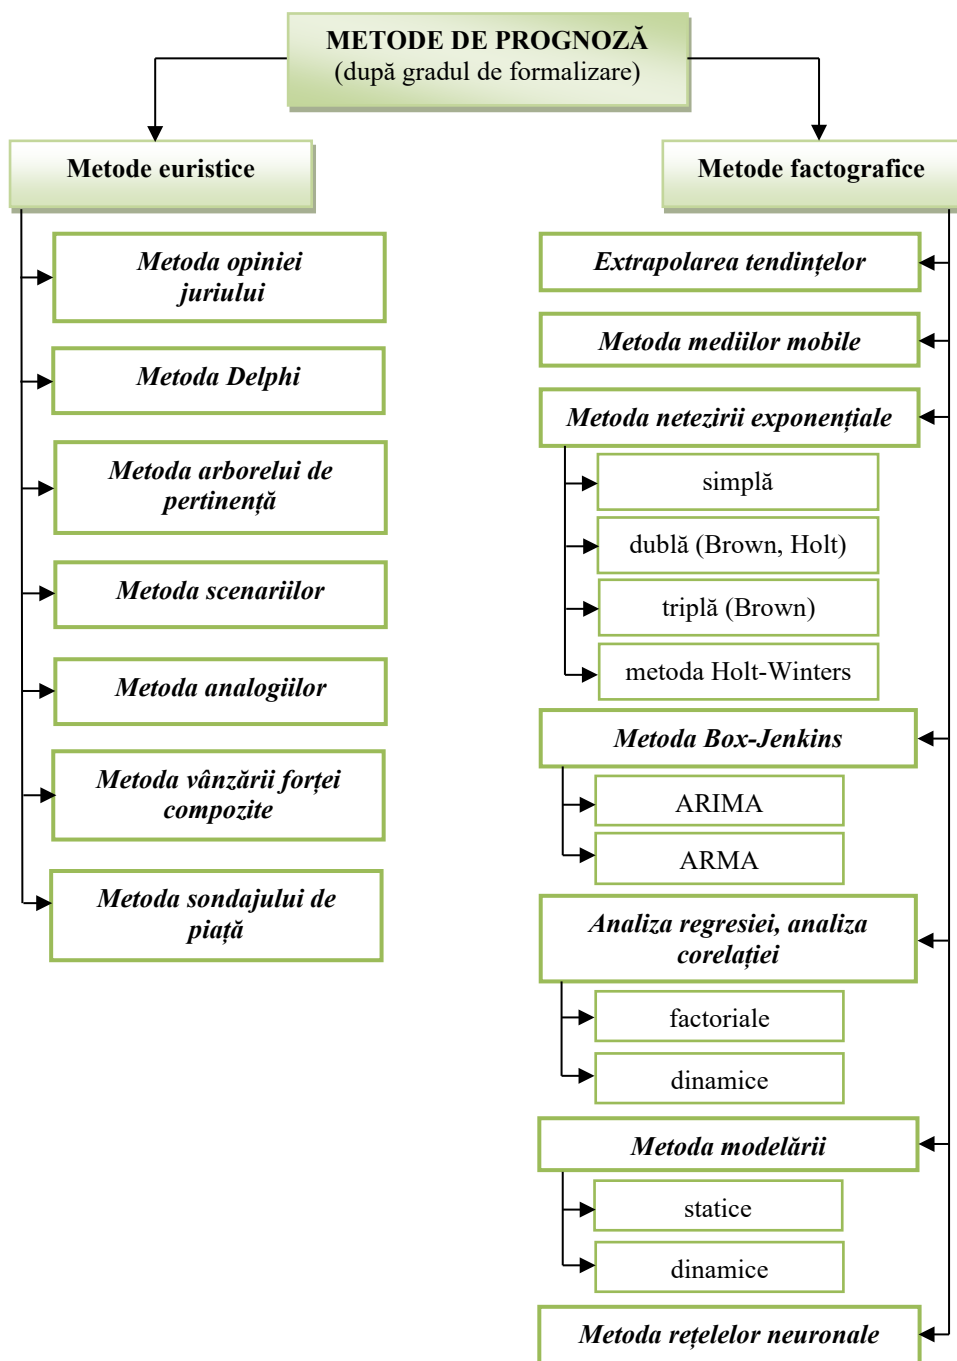 METODE DE PROGNOZĂ
(după gradul de formalizare)
Metode euristice
Metoda opiniei
juriului
Metoda Delphi
Metoda arborelui de
pertinență
Metoda scenariilor
Metoda analogiilor
Metoda vânzării forței
compozite
Metoda sondajului de
piață
Metode factografice
Extrapolarea tendințelor
Metoda mediilor mobile
Metoda netezirii exponențiale
simplă
dublă (Brown, Holt)
triplă (Brown)
metoda Holt-Winters
Metoda Box-Jenkins
ARIMA
ARMA
Analiza regresiei, analiza
corelației
factoriale
dinamice
Metoda modelării
statice
dinamice
Metoda rețelelor neuronale